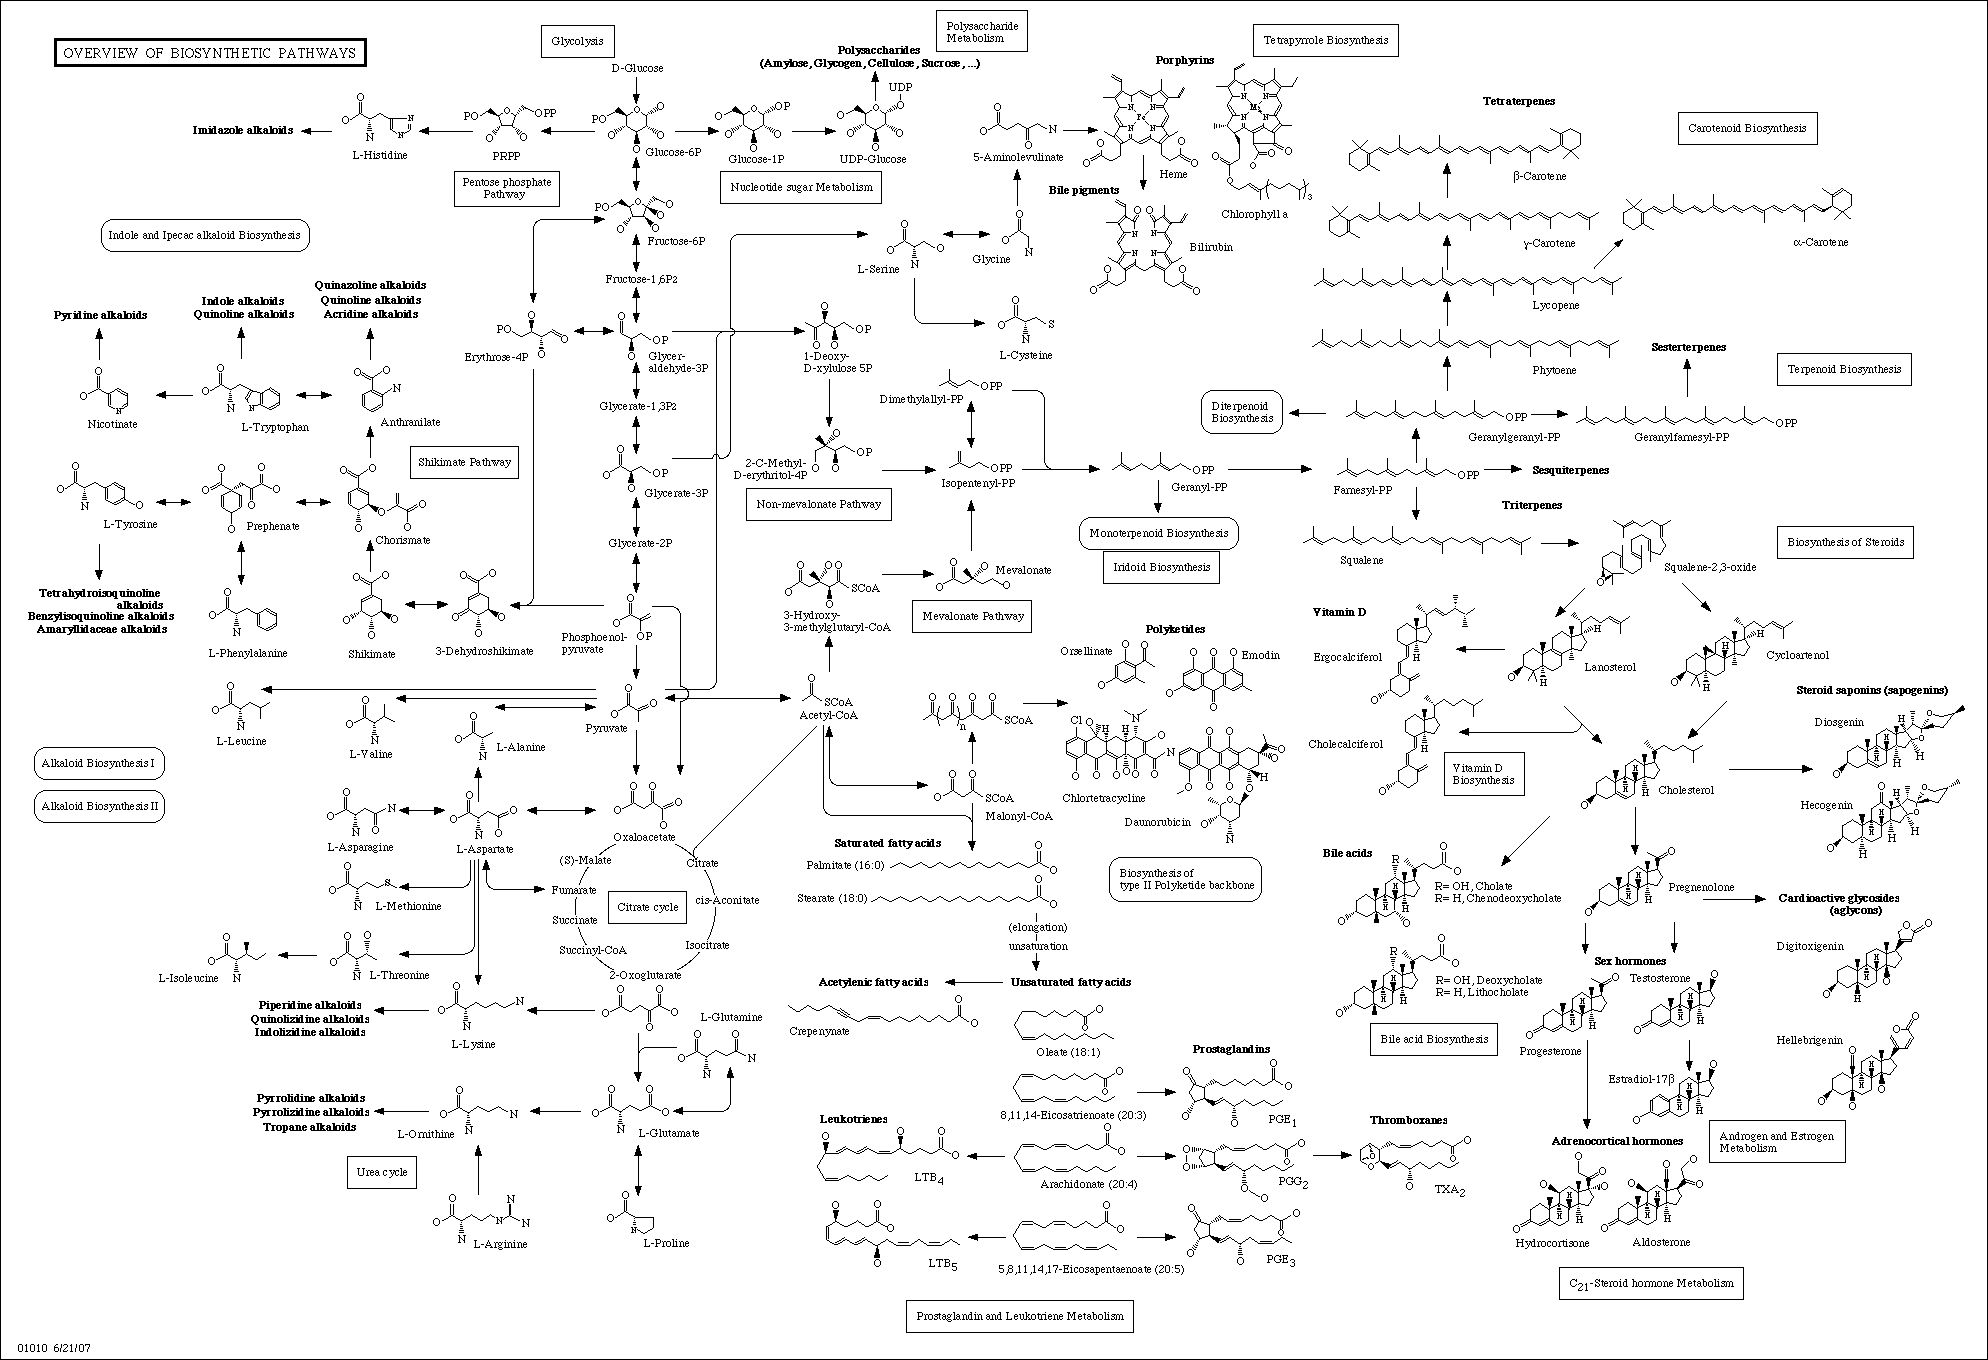 OVERVIEW OF BIOSYNTHETIC PATHWAYS
Glycolysis
Polysaccharide
Metabolism
Tetrapyrrole Biosynthesis
D-Glucose
Polysaccharides
(Amylose, Glycogen, Cellulose, Sucrose, ...)
Porphyrins
Tetraterpenes
Carotenoid Biosynthesis
Imidazole alkaloids
L-Histidine
PRPP
Glucose-6P
Glucose-1P
UDP-Glucose
5-Aminolevulinate
Heme
β-Carotene
Pentose phosphate
Pathway
Nucleotide sugar Metabolism
Bile pigments
Chlorophyll a
Indole and Ipecac alkaloid Biosynthesis
Fructose-6P
L-Serine
Glycine
Bilirubin
γ-Carotene
α-Carotene
Fructose-1,6P2
Lycopene
Quinazoline alkaloids
Quinoline alkaloids
Acridine alkaloids
Indole alkaloids
Quinoline alkaloids
Pyridine alkaloids
Erythrose-4P
Glycer-
aldehyde-3P
1-Deoxy-
D-xylulose 5P
L-Cysteine
Phytoene
Sesterterpenes
Terpenoid Biosynthesis
Nicotinate
L-Tryptophan
Anthranilate
Glycerate-1,3P2
Dimethylallyl-PP
Diterpenoid
Biosynthesis
Geranylgeranyl-PP
Geranylfarnesyl-PP
Shikimate Pathway
Glycerate-3P
2-C-Methyl-
D-erythritol-4P
Isopentenyl-PP
Geranyl-PP
Farnesyl-PP
Sesquiterpenes
Non-mevalonate Pathway
Triterpenes
L-Tyrosine
Prephenate
Chorismate
Glycerate-2P
Monoterpenoid Biosynthesis
Iridoid Biosynthesis
Squalene
Squalene-2,3-oxide
Biosynthesis of Steroids
Tetrahydroisoquinoline
alkaloids
Benzylisoquinoline alkaloids
Amaryllidaceae alkaloids
L-Phenylalanine
Shikimate
3-Dehydroshikimate
Phosphoenol-
pyruvate
3-Hydroxy-
3-methylglutaryl-CoA
Mevalonate
Mevalonate Pathway
Vitamin D
Ergocalciferol
Lanosterol
Cycloartenol
Polyketides
Orsellinate
Emodin
L-Leucine
L-Valine
L-Alanine
Pyruvate
Acetyl-CoA
Steroid saponins (sapogenins)
Diosgenin
Cholecalciferol
Vitamin D
Biosynthesis
Cholesterol
Hecogenin
Alkaloid Biosynthesis I
Alkaloid Biosynthesis II
Chlortetracycline
Daunorubicin
Malonyl-CoA
L-Asparagine
L-Aspartate
Oxaloacetate
Saturated fatty acids
Palmitate (16:0)
Stearate (18:0)
(elongation)
unsaturation
Biosynthesis of
type II Polyketide backbone
Bile acids
R= OH, Cholate
R= H, Chenodeoxycholate
Pregnenolone
Cardioactive glycosides
(aglycons)
(S)-Malate
Citrate
Fumarate
cis-Aconitate
Citrate cycle
Succinate
Isocitrate
Succinyl-CoA
2-Oxoglutarate
L-Methionine
L-Isoleucine
L-Threonine
Sex hormones
Testosterone
Digitoxigenin
R= OH, Deoxycholate
R= H, Lithocholate
Acetylenic fatty acids
Unsaturated fatty acids
Piperidine alkaloids
Quinolizidine alkaloids
Indolizidine alkaloids
L-Lysine
L-Glutamine
Crepenynate
Oleate (18:1)
Prostaglandins
Bile acid Biosynthesis
Progesterone
Hellebrigenin
Estradiol-17β
Pyrrolidine alkaloids
Pyrrolizidine alkaloids
Tropane alkaloids
L-Ornithine
L-Glutamate
8,11,14-Eicosatrienoate (20:3)
PGE1
Leukotrienes
Thromboxanes
Adrenocortical hormones
Androgen and Estrogen
Metabolism
Urea cycle
LTB4
Arachidonate (20:4)
PGG2
TXA2
L-Arginine
L-Proline
LTB5
5,8,11,14,17-Eicosapentaenoate (20:5)
PGE3
Hydrocortisone
Aldosterone
C21-Steroid hormone Metabolism
Prostaglandin and Leukotriene Metabolism
01010 6/21/07